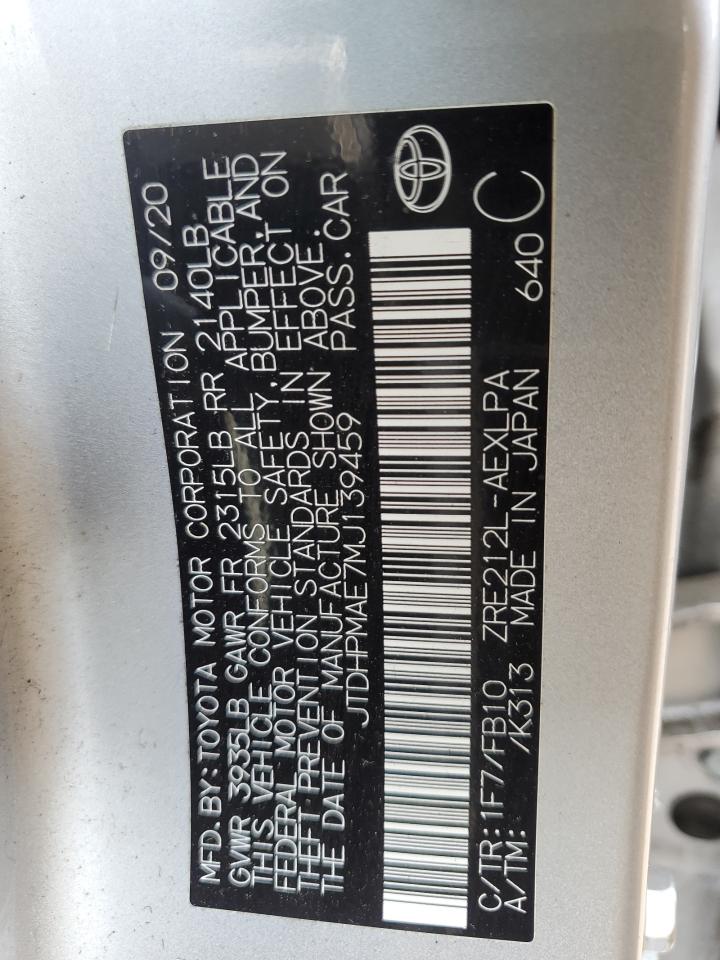 MFD. BY: TOYOTA MOTOR CORPORATION 09/20
GVWR 3935LB GAWR FR 2315LB RR 2140LB
THIS VEHICLE CONFORMS TO ALL APPLICABLE
FEDERAL MOTOR VEHICLE SAFETY, BUMPER, AND
THEFT PREVENTION STANDARDS IN EFFECT ON
THE DATE OF MANUFACTURE SHOWN ABOVE.
JTDHPMAE7MJ139459 PASS. CAR
C/TR: 1F7/FB10 ZRE212L-AEXLPA 640 C
A/TM: /K313 MADE IN JAPAN